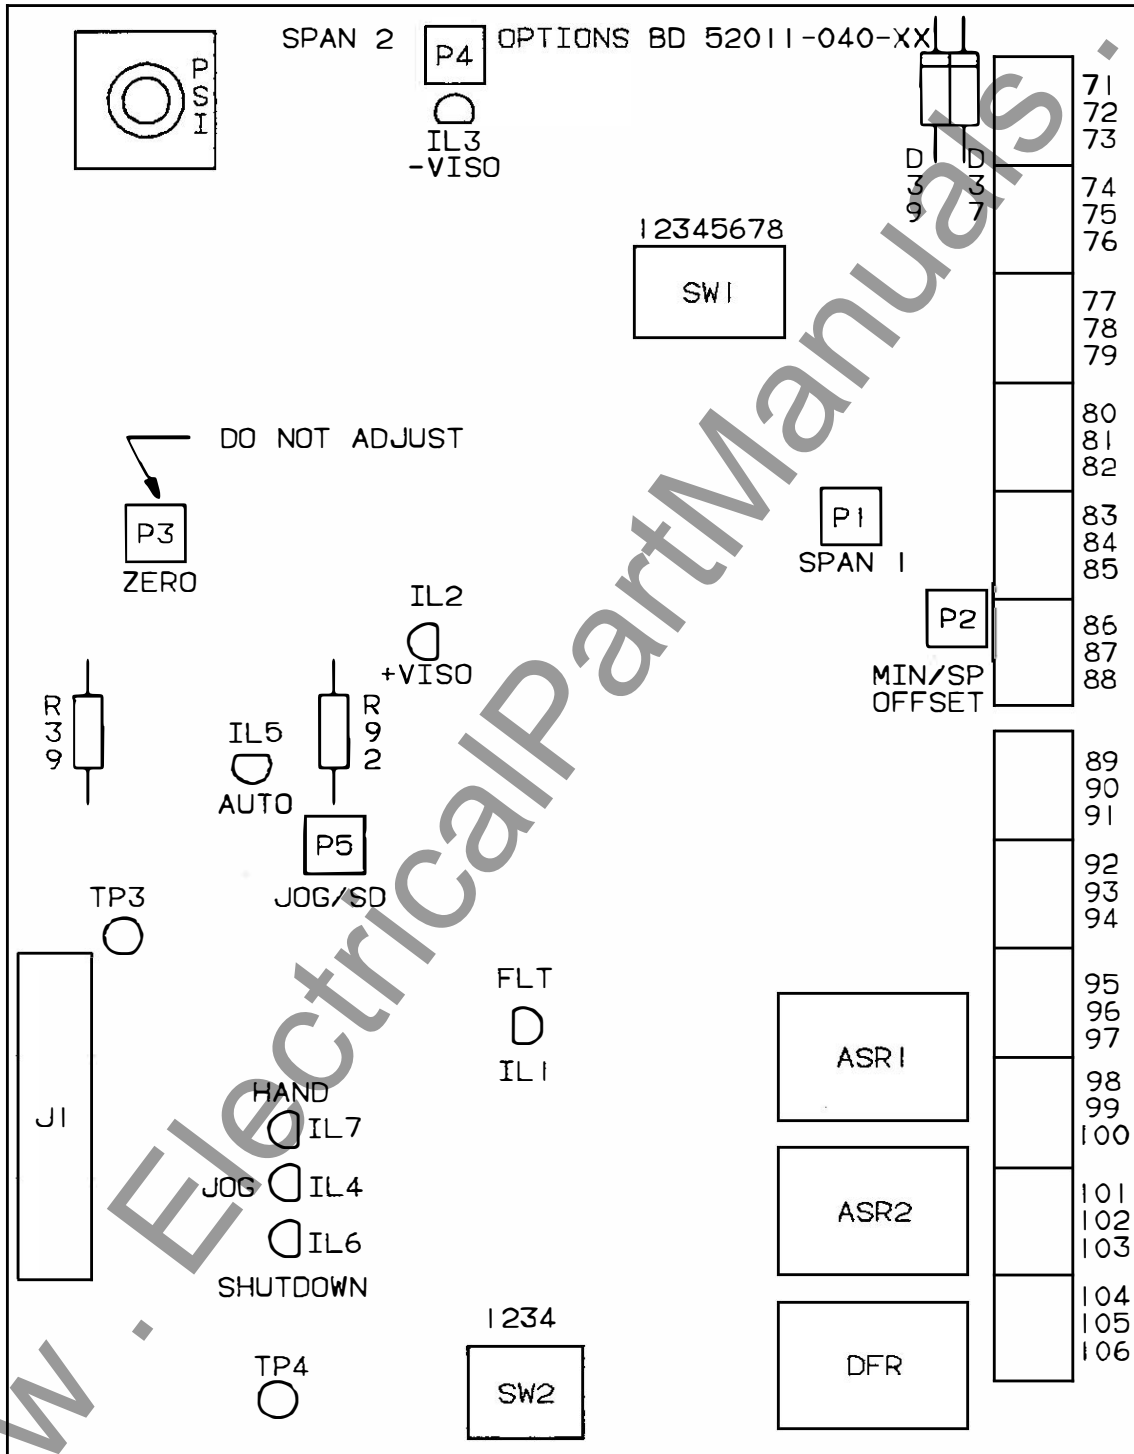 SPAN 2
P4
OPTIONS BD 52011-040-XX
PSI
IL3
-VISO
D39
D37
71
72
73
74
75
76
12345678
SW1
77
78
79
DO NOT ADJUST
80
81
82
P3
ZERO
P1
SPAN 1
83
84
85
IL2
+VISO
P2
MIN/SP
OFFSET
86
87
88
R39
IL5
AUTO
R92
P5
JOG/SD
89
90
91
TP3
92
93
94
FLT
IL1
95
96
97
ASR1
J1
HAND
IL7
JOG
IL4
IL6
SHUTDOWN
98
99
100
ASR2
101
102
103
1234
SW2
TP4
DFR
104
105
106
w . ElectricalPartManuals .